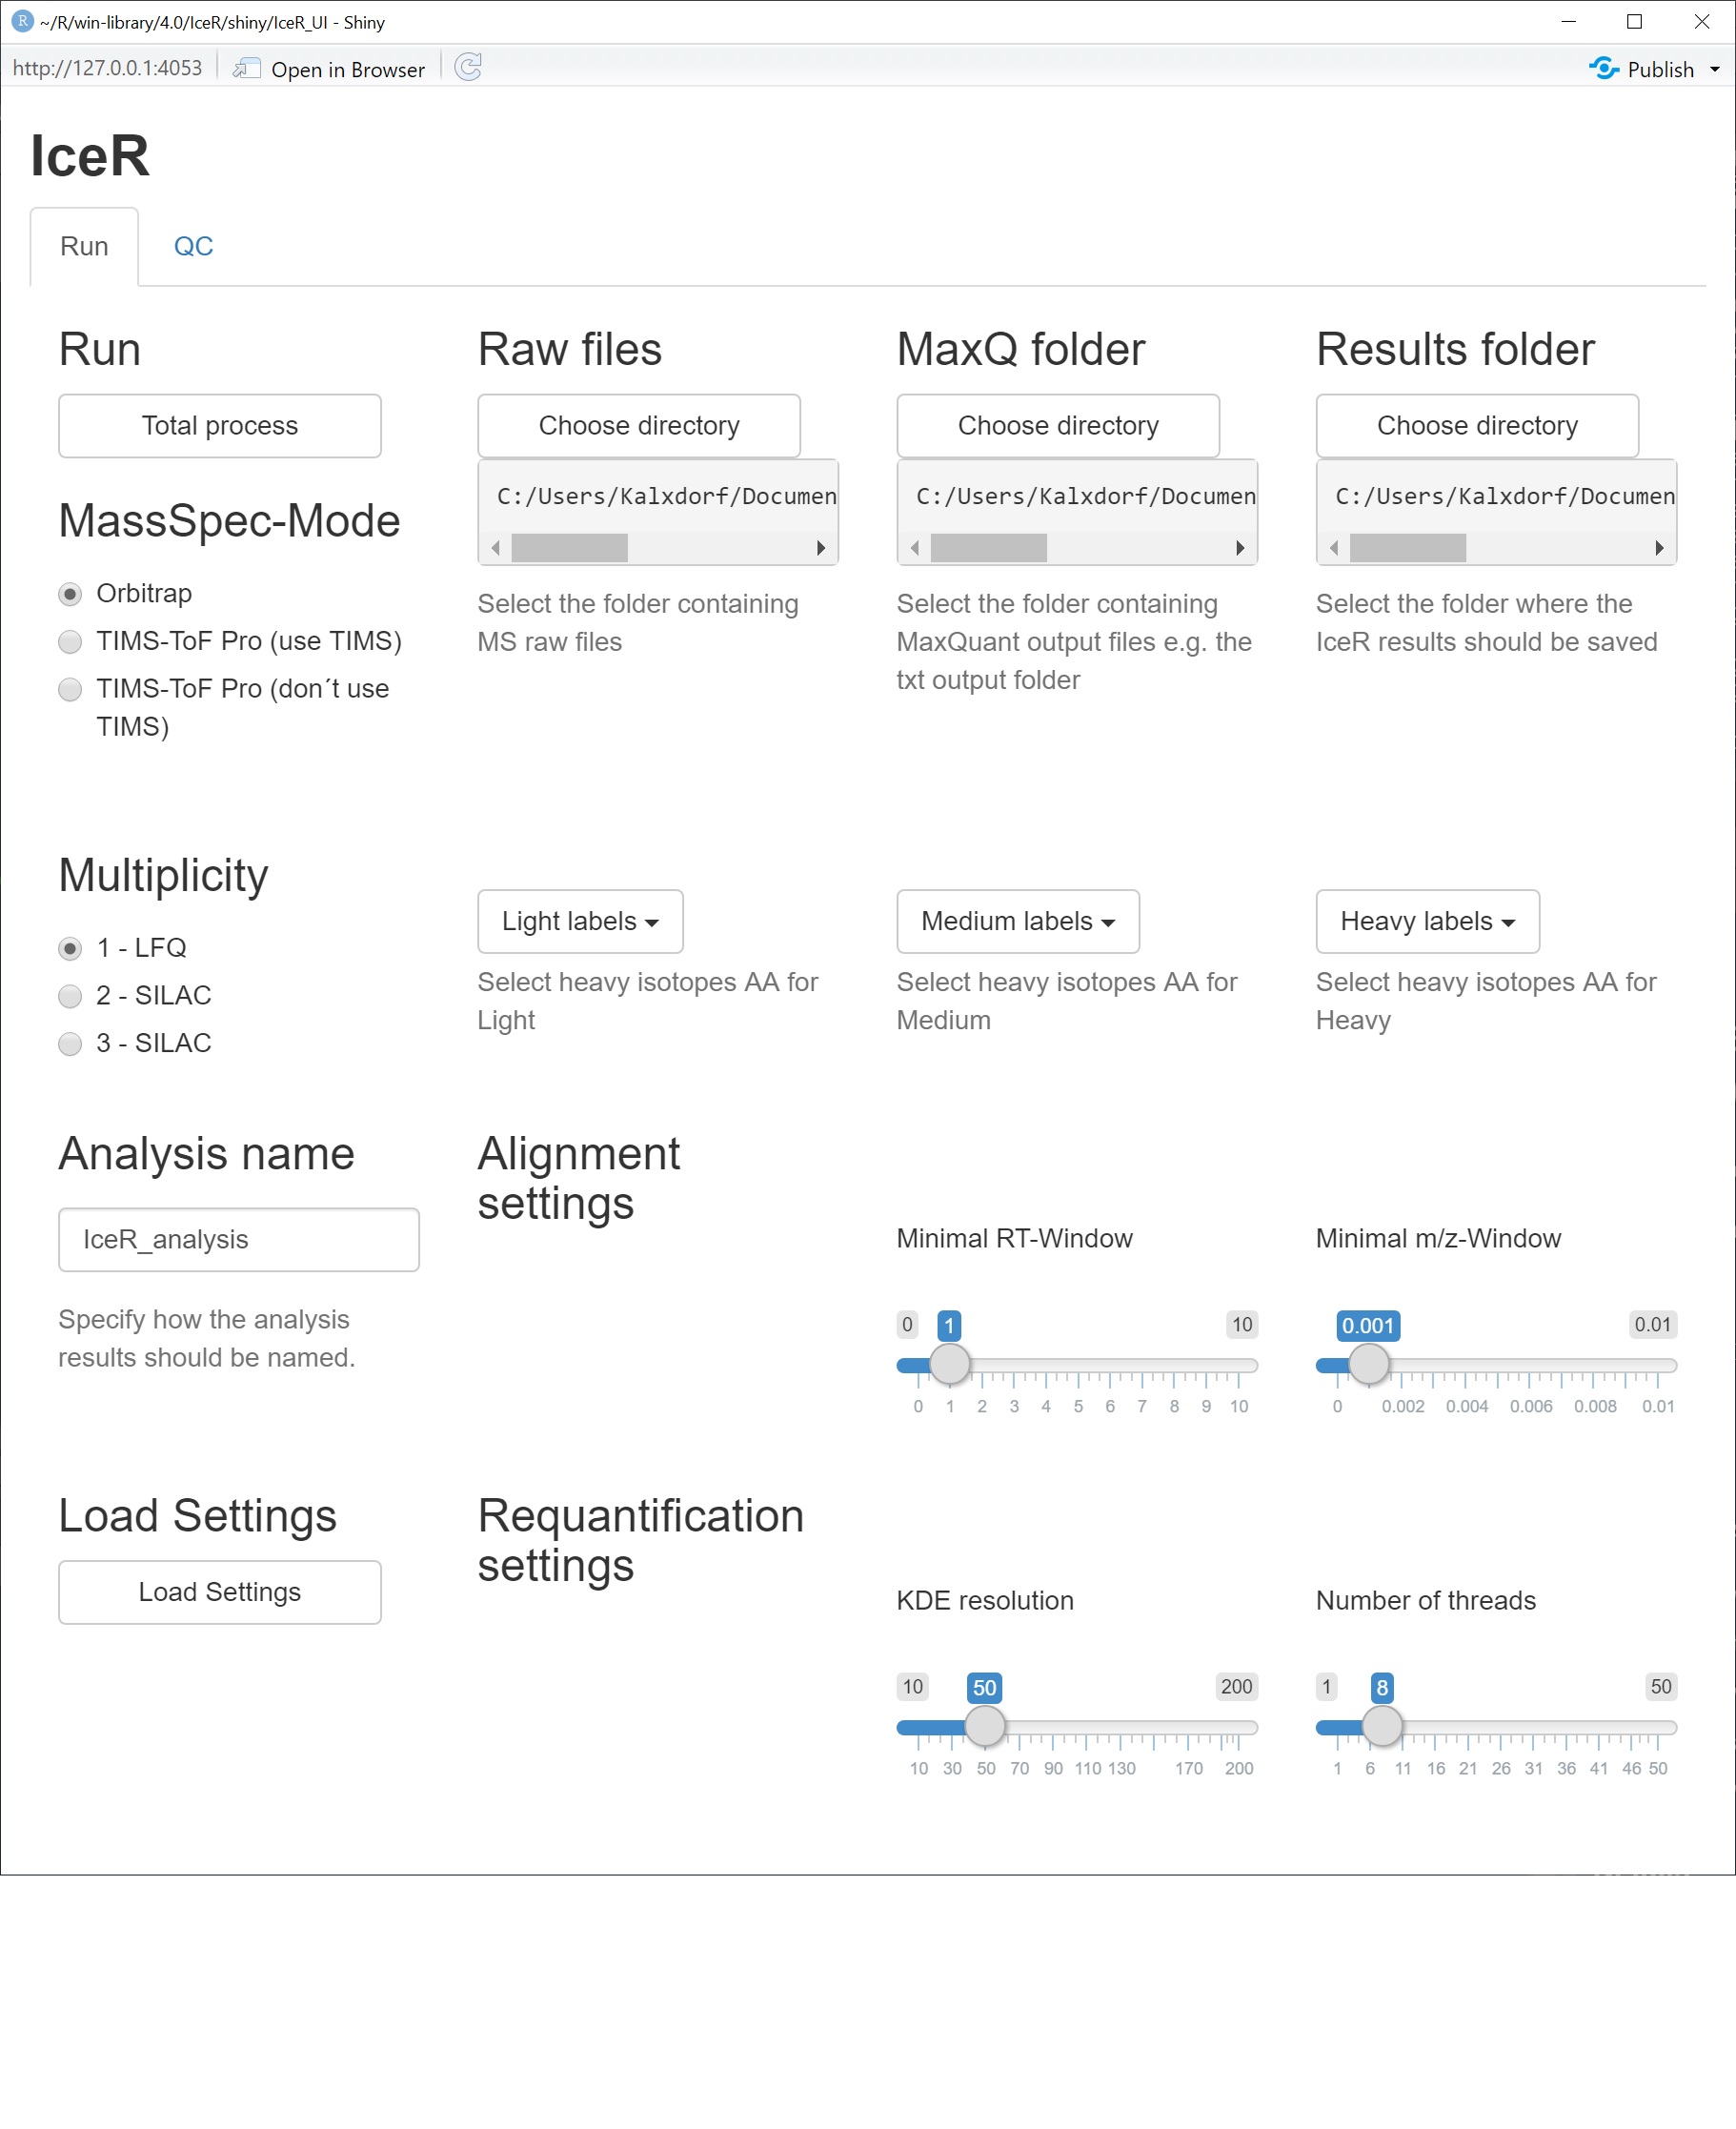 R ~/R/win-library/4.0/IceR/shiny/IceR_UI - Shiny
http://127.0.0.1:4053 Open in Browser Publish
IceR
Run QC
Run
Total process
MassSpec-Mode
Orbitrap
TIMS-ToF Pro (use TIMS)
TIMS-ToF Pro (don´t use
TIMS)
Raw files
Choose directory
C:/Users/Kalxdorf/Documen
Select the folder containing
MS raw files
MaxQ folder
Choose directory
C:/Users/Kalxdorf/Documen
Select the folder containing
MaxQuant output files e.g. the
txt output folder
Results folder
Choose directory
C:/Users/Kalxdorf/Documen
Select the folder where the
IceR results should be saved
Multiplicity
1 - LFQ
2 - SILAC
3 - SILAC
Light labels
Select heavy isotopes AA for
Light
Medium labels
Select heavy isotopes AA for
Medium
Heavy labels
Select heavy isotopes AA for
Heavy
Analysis name
IceR_analysis
Specify how the analysis
results should be named.
Alignment
settings
Minimal RT-Window
0 1 10
0 1 2 3 4 5 6 7 8 9 10
Minimal m/z-Window
0.001 0.01
0 0.002 0.004 0.006 0.008 0.01
Load Settings
Load Settings
Requantification
settings
KDE resolution
10 50 200
10 30 50 70 90 110 130 170 200
Number of threads
1 8 50
1 6 11 16 21 26 31 36 41 46 50